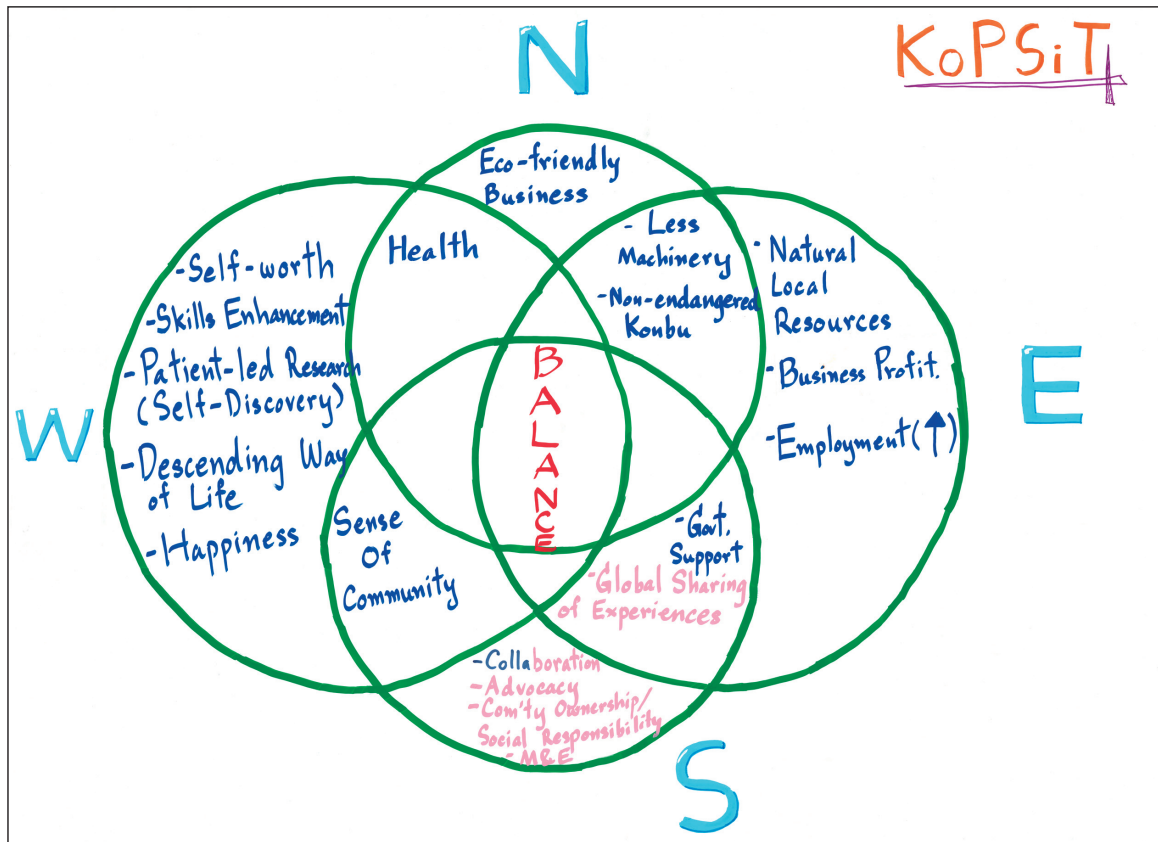 N
KoPSiT
Eco-friendly
Business
Health
- Less
Machinery
- Non-endangered
Konbu
- Natural
Local
Resources
- Business Profit.
- Employment (↑)
E
- Self-worth
- Skills Enhancement
- Patient-led Research
(Self-Discovery)
- Descending Way
of Life
- Happiness
W
BALANCE
Sense
Of
Community
- Govt.
Support
- Global Sharing
of Experiences
- Collaboration
- Advocacy
- Com'ty Ownership/
Social Responsibility
- M&E
S